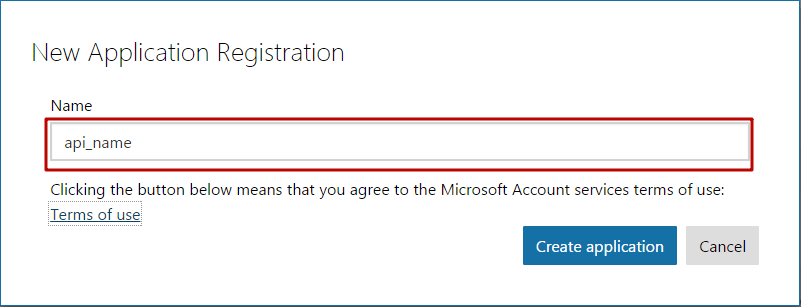 New Application Registration
Name
api_name
Clicking the button below means that you agree to the Microsoft Account services terms of use:
Terms of use
Create application Cancel